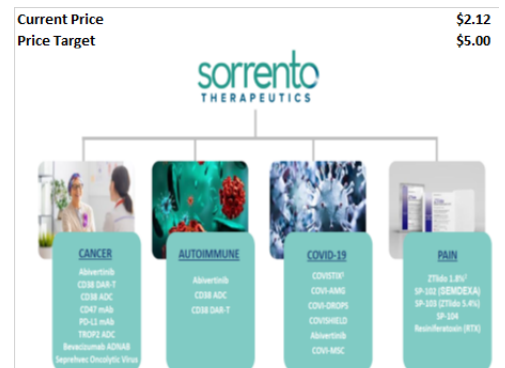 Current Price $2.12
Price Target $5.00
sorrento
THERAPEUTICS
CANCER
Abivertinib
CD38 DAR-T
CD38 ADC
CD47 mAb
PD-L1 mAb
TROP2 ADC
Bevacizumab ADNAB
Seprehvec Oncolytic Virus
AUTOIMMUNE
Abivertinib
CD38 ADC
CD38 DAR-T
COVID-19
COVISTIX¹
COVI-AMG
COVI-DROPS
COVISHIELD
Abivertinib
COVI-MSC
PAIN
ZTlido 1.8%²
SP-102 (SEMDEXA)
SP-103 (ZTlido 5.4%)
SP-104
Resiniferatoxin (RTX)